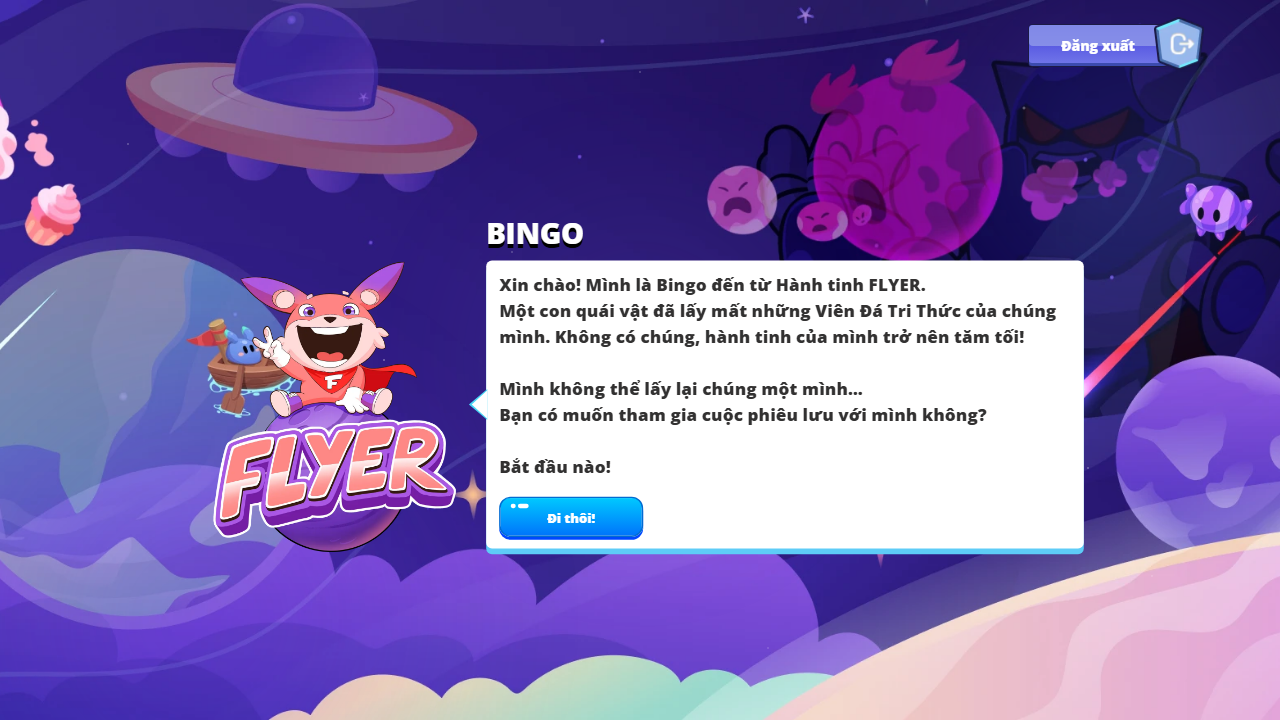 Đăng xuất
BINGO
Xin chào! Mình là Bingo đến từ Hành tinh FLYER.
Một con quái vật đã lấy mất những Viên Đá Tri Thức của chúng
mình. Không có chúng, hành tinh của mình trở nên tăm tối!
Mình không thể lấy lại chúng một mình...
Bạn có muốn tham gia cuộc phiêu lưu với mình không?
Bắt đầu nào!
Đi thôi!
F
FLYER